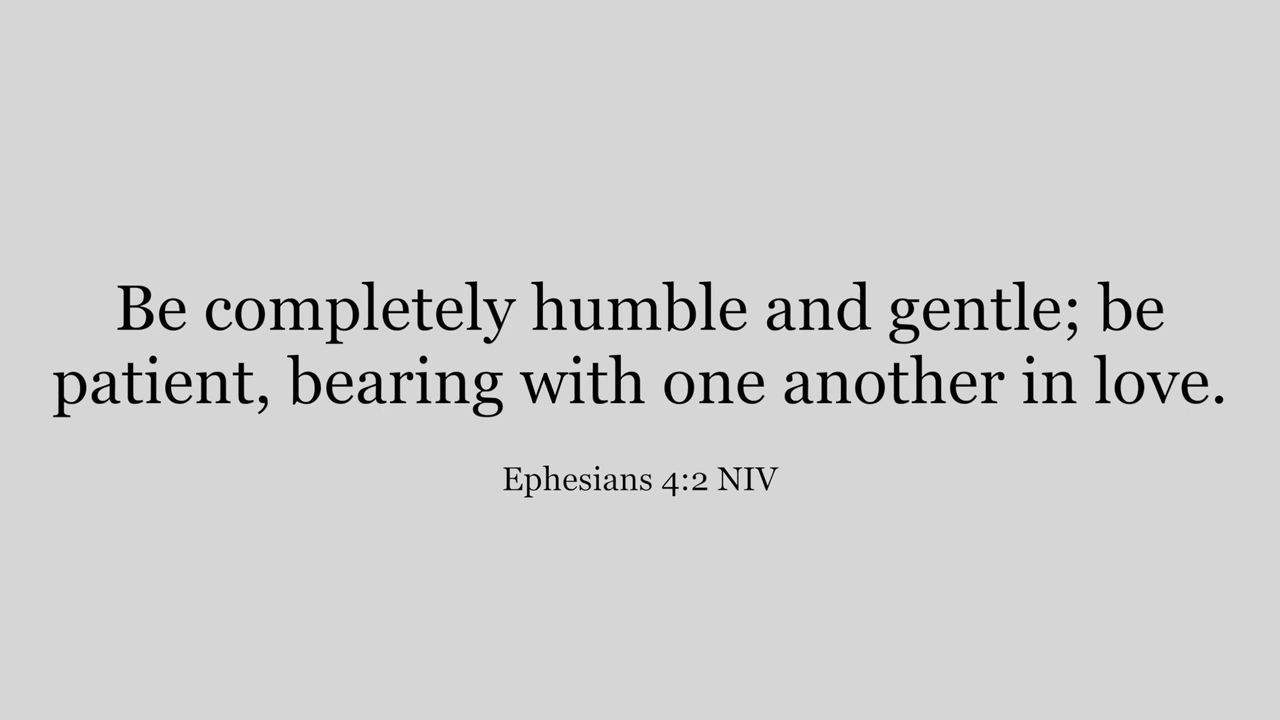 Be completely humble and gentle; be
patient, bearing with one another in love.
Ephesians 4:2 NIV